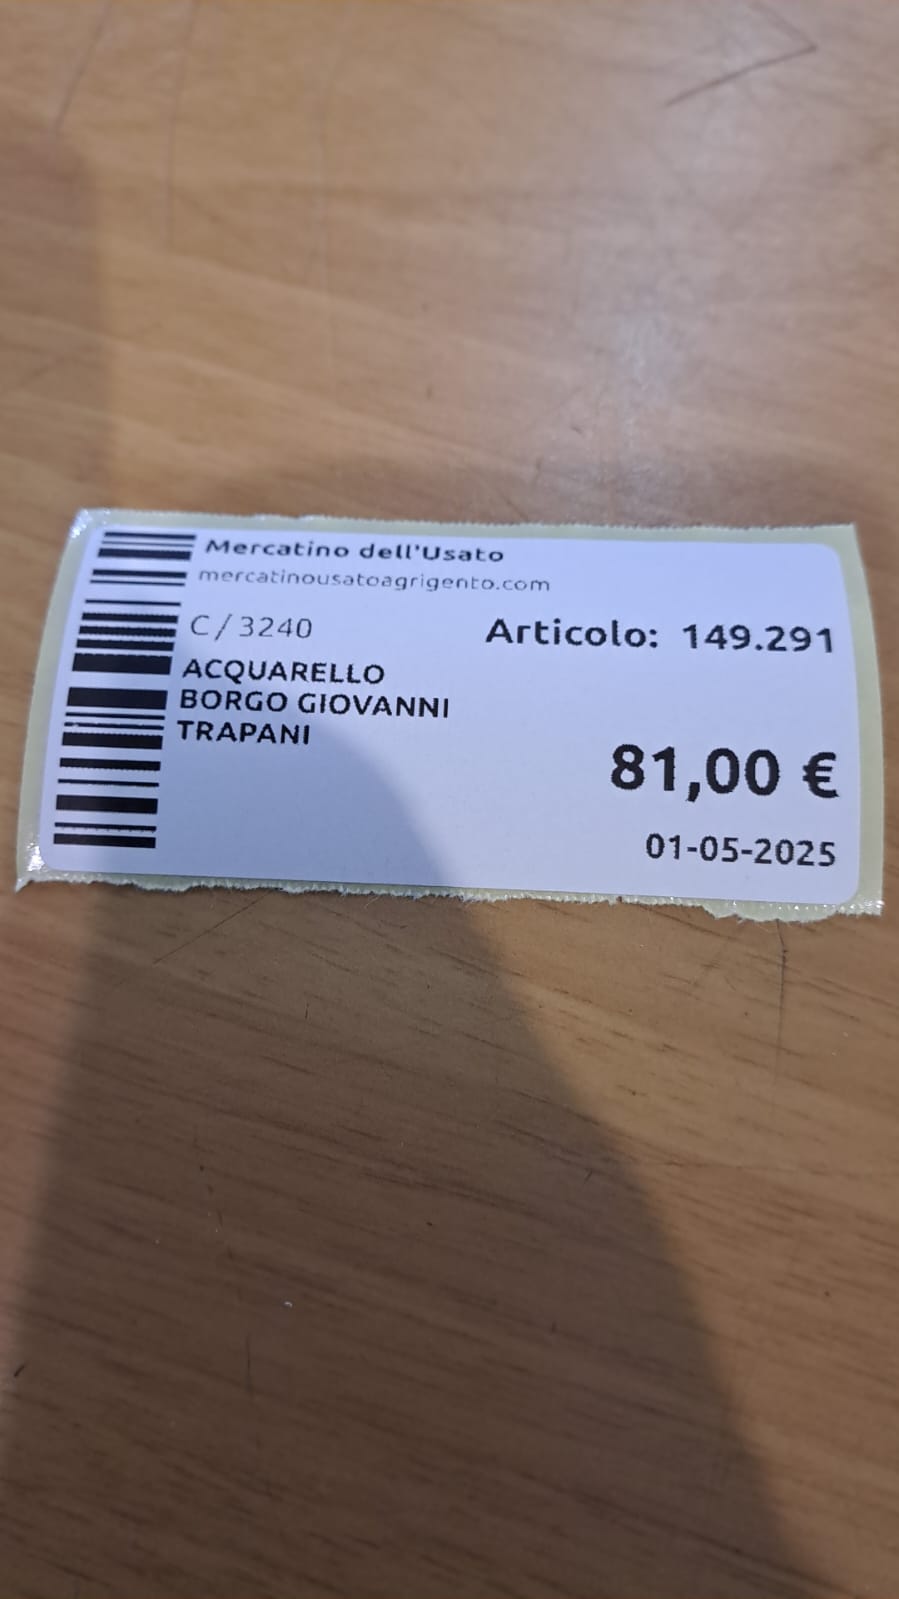 Mercatino dell'Usato
mercatinousatoagrigento.com
C/3240
Articolo: 149.291
ACQUARELLO
BORGO GIOVANNI
TRAPANI
81,00 €
01-05-2025